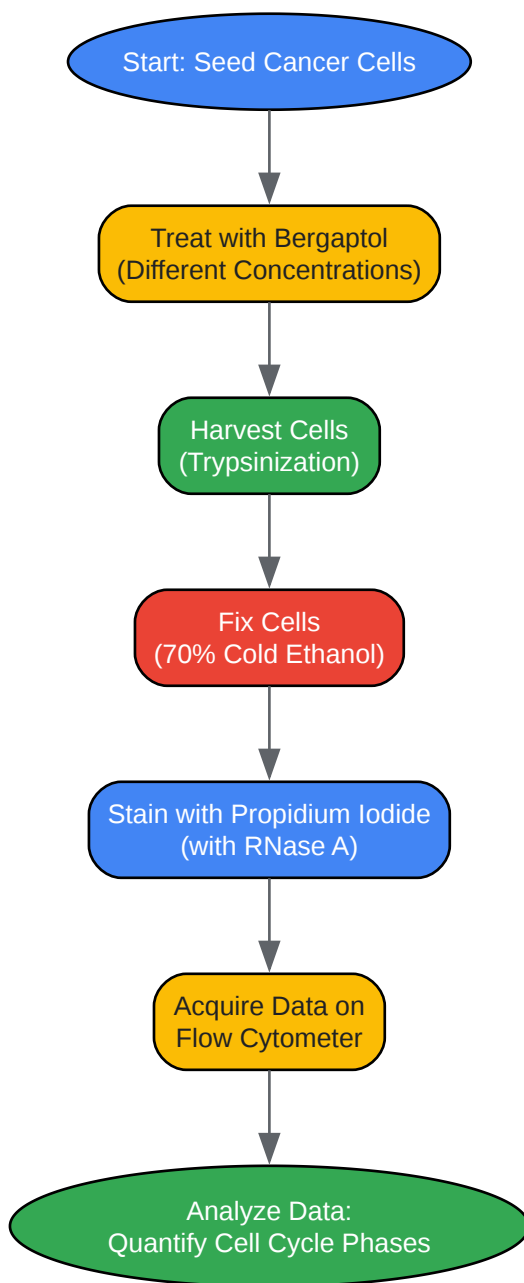 Start: Seed Cancer Cells
Treat with Bergaptol
(Different Concentrations)
Harvest Cells
(Trypsinization)
Fix Cells
(70% Cold Ethanol)
Stain with Propidium Iodide
(with RNase A)
Acquire Data on
Flow Cytometer
Analyze Data:
Quantify Cell Cycle Phases